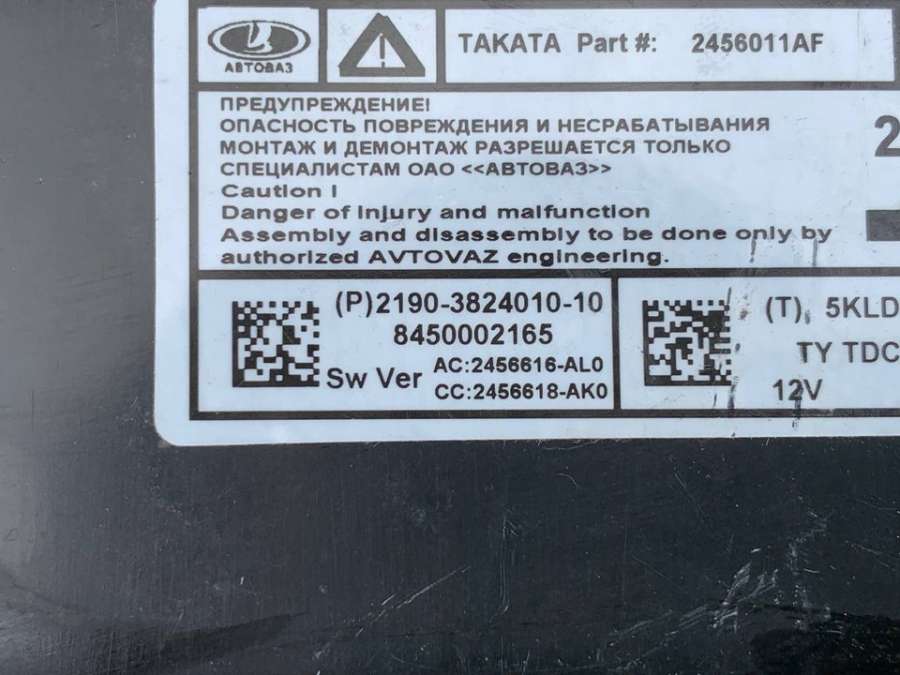 АВТОВАЗ
TAKATA Part #: 2456011AF
ПРЕДУПРЕЖДЕНИЕ!
ОПАСНОСТЬ ПОВРЕЖДЕНИЯ И НЕСРАБАТЫВАНИЯ
МОНТАЖ И ДЕМОНТАЖ РАЗРЕШАЕТСЯ ТОЛЬКО
СПЕЦИАЛИСТАМ ОАО <<АВТОВАЗ>>
Caution !
Danger of injury and malfunction
Assembly and disassembly to be done only by
authorized AVTOVAZ engineering.
2
(P)2190-3824010-10
8450002165
Sw Ver AC:2456616-AL0
CC:2456618-AK0
(T), 5KLD
TY TDC
12V